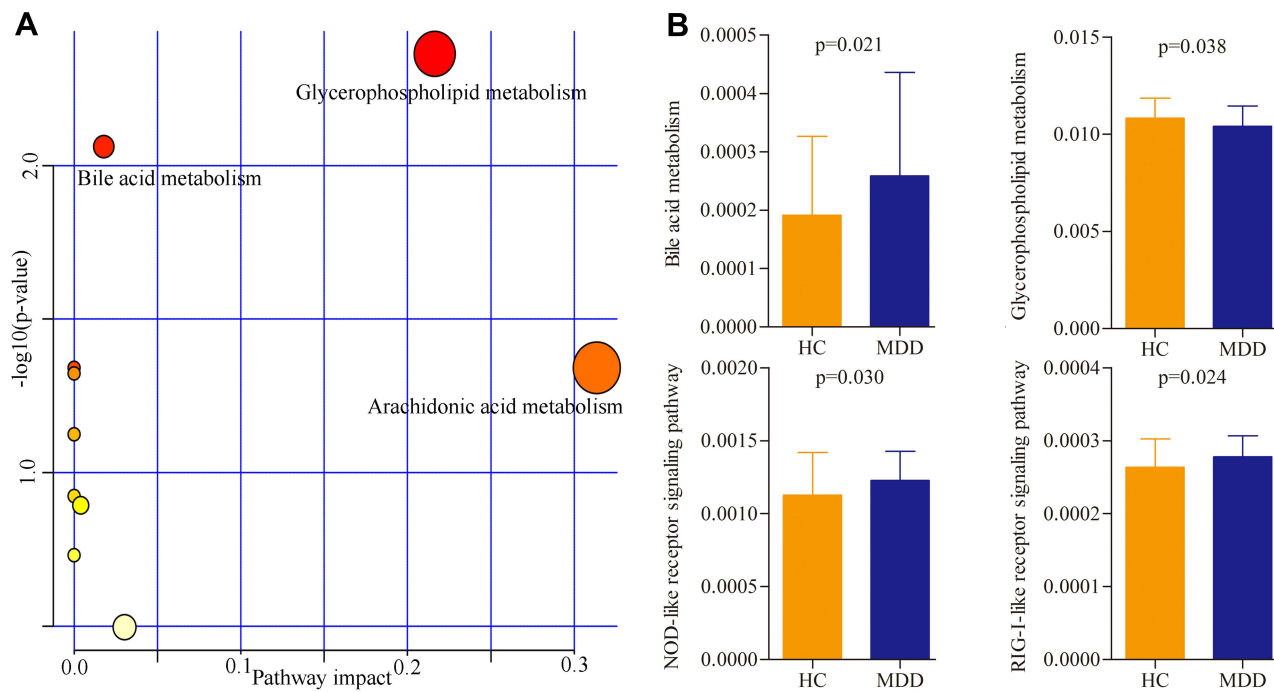 A
Glycerophospholipid metabolism
Bile acid metabolism
Arachidonic acid metabolism
-log10(p-value)
2.0
1.0
0.0
0.1
0.2
0.3
Pathway impact
B
p=0.021
Bile acid metabolism
0.0005
0.0004
0.0003
0.0002
0.0001
0.0000
HC
MDD
p=0.038
Glycerophospholipid metabolism
0.015
0.010
0.005
0.000
HC
MDD
p=0.030
NOD-like receptor signaling pathway
0.0020
0.0015
0.0010
0.0005
0.0000
HC
MDD
p=0.024
RIG-I-like receptor signaling pathway
0.0004
0.0003
0.0002
0.0001
0.0000
HC
MDD